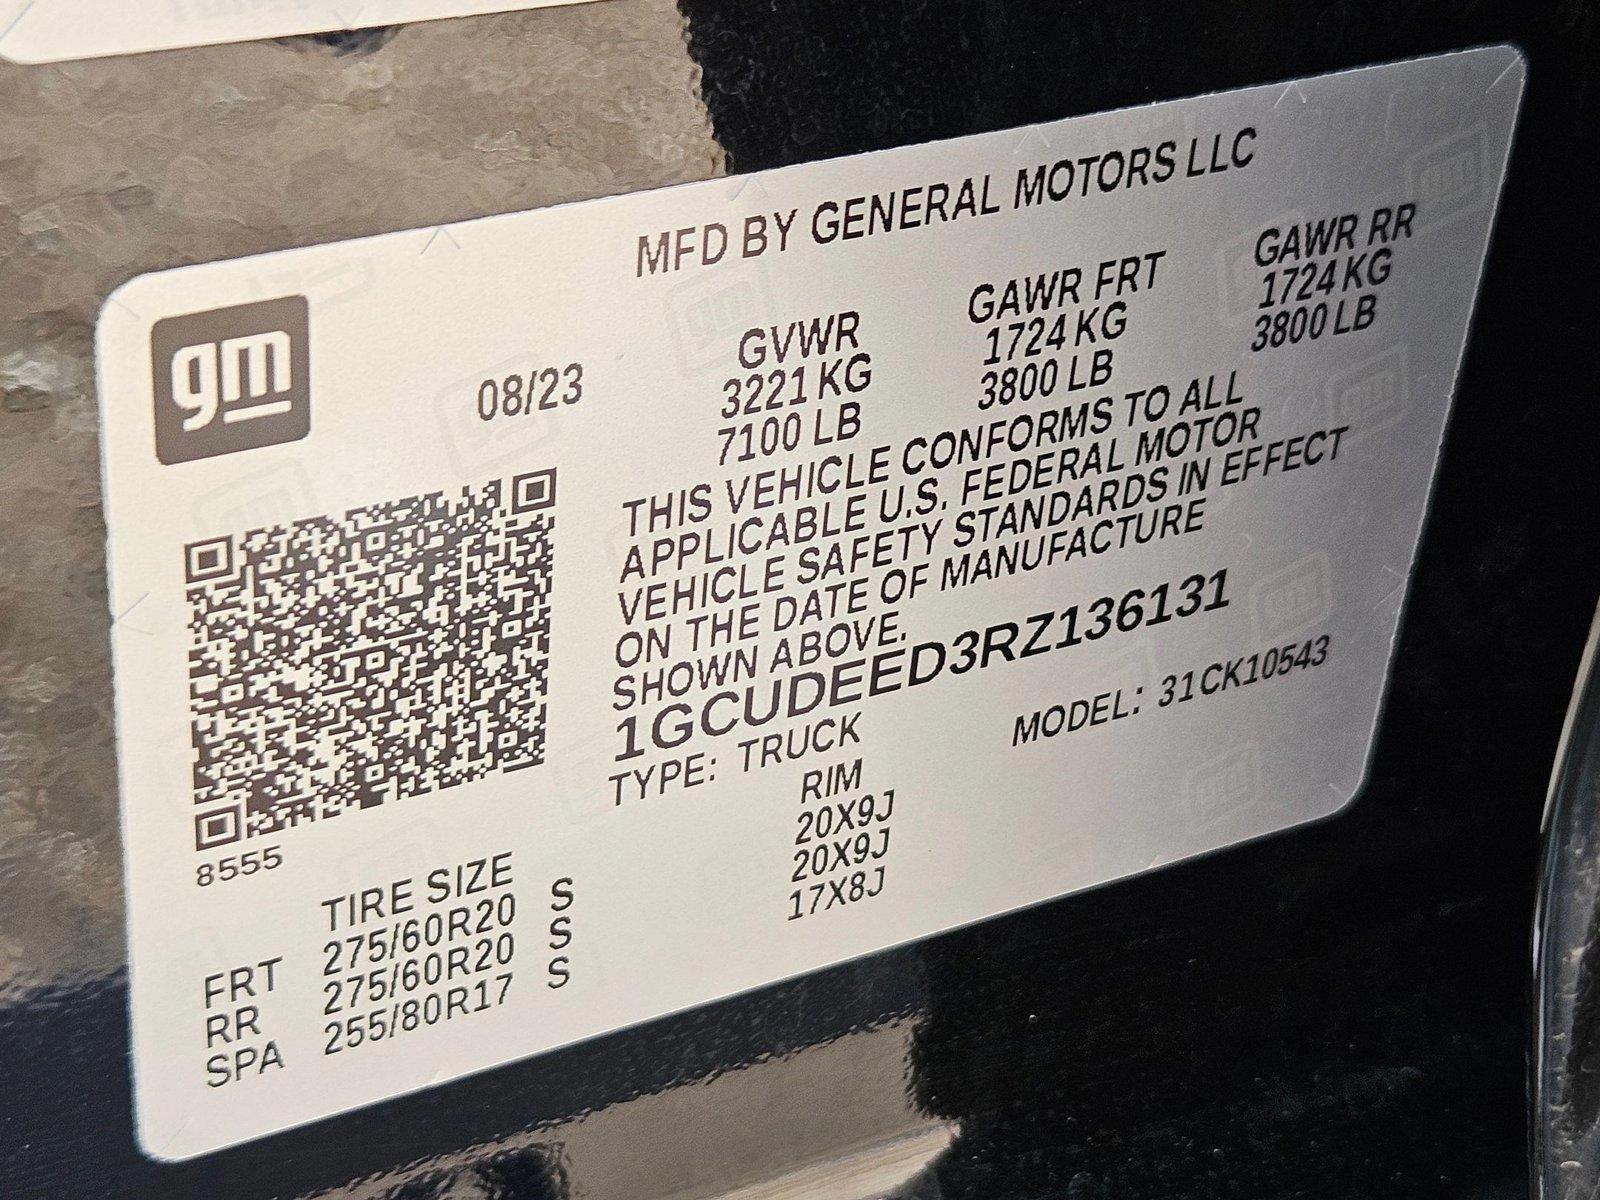 MFD BY GENERAL MOTORS LLC
gm
08/23
GVWR GAWR FRT GAWR RR
3221 KG 1724 KG 1724 KG
7100 LB 3800 LB 3800 LB
THIS VEHICLE CONFORMS TO ALL
APPLICABLE U.S. FEDERAL MOTOR
VEHICLE SAFETY STANDARDS IN EFFECT
ON THE DATE OF MANUFACTURE
SHOWN ABOVE.
1GCUDEED3RZ136131
TYPE: TRUCK MODEL: 31CK10543
8555
TIRE SIZE RIM
FRT 275/60R20 S 20X9J
RR 275/60R20 S 20X9J
SPA 255/80R17 S 17X8J